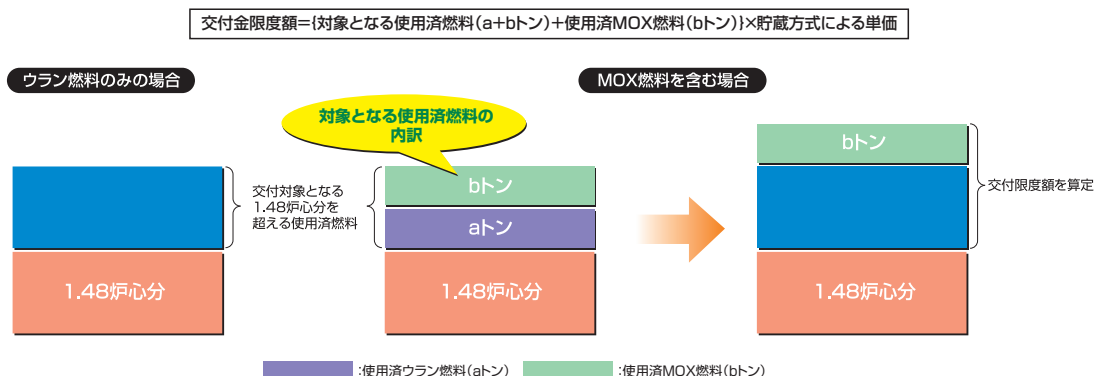 交付金限度額={対象となる使用済燃料(a+bトン)+使用済MOX燃料(bトン)}×貯蔵方式による単価
ウラン燃料のみの場合
MOX燃料を含む場合
対象となる使用済燃料の
内訳
交付対象となる
1.48炉心分を
超える使用済燃料
bトン
aトン
bトン
交付限度額を算定
1.48炉心分
1.48炉心分
1.48炉心分
:使用済ウラン燃料(aトン)
:使用済MOX燃料(bトン)